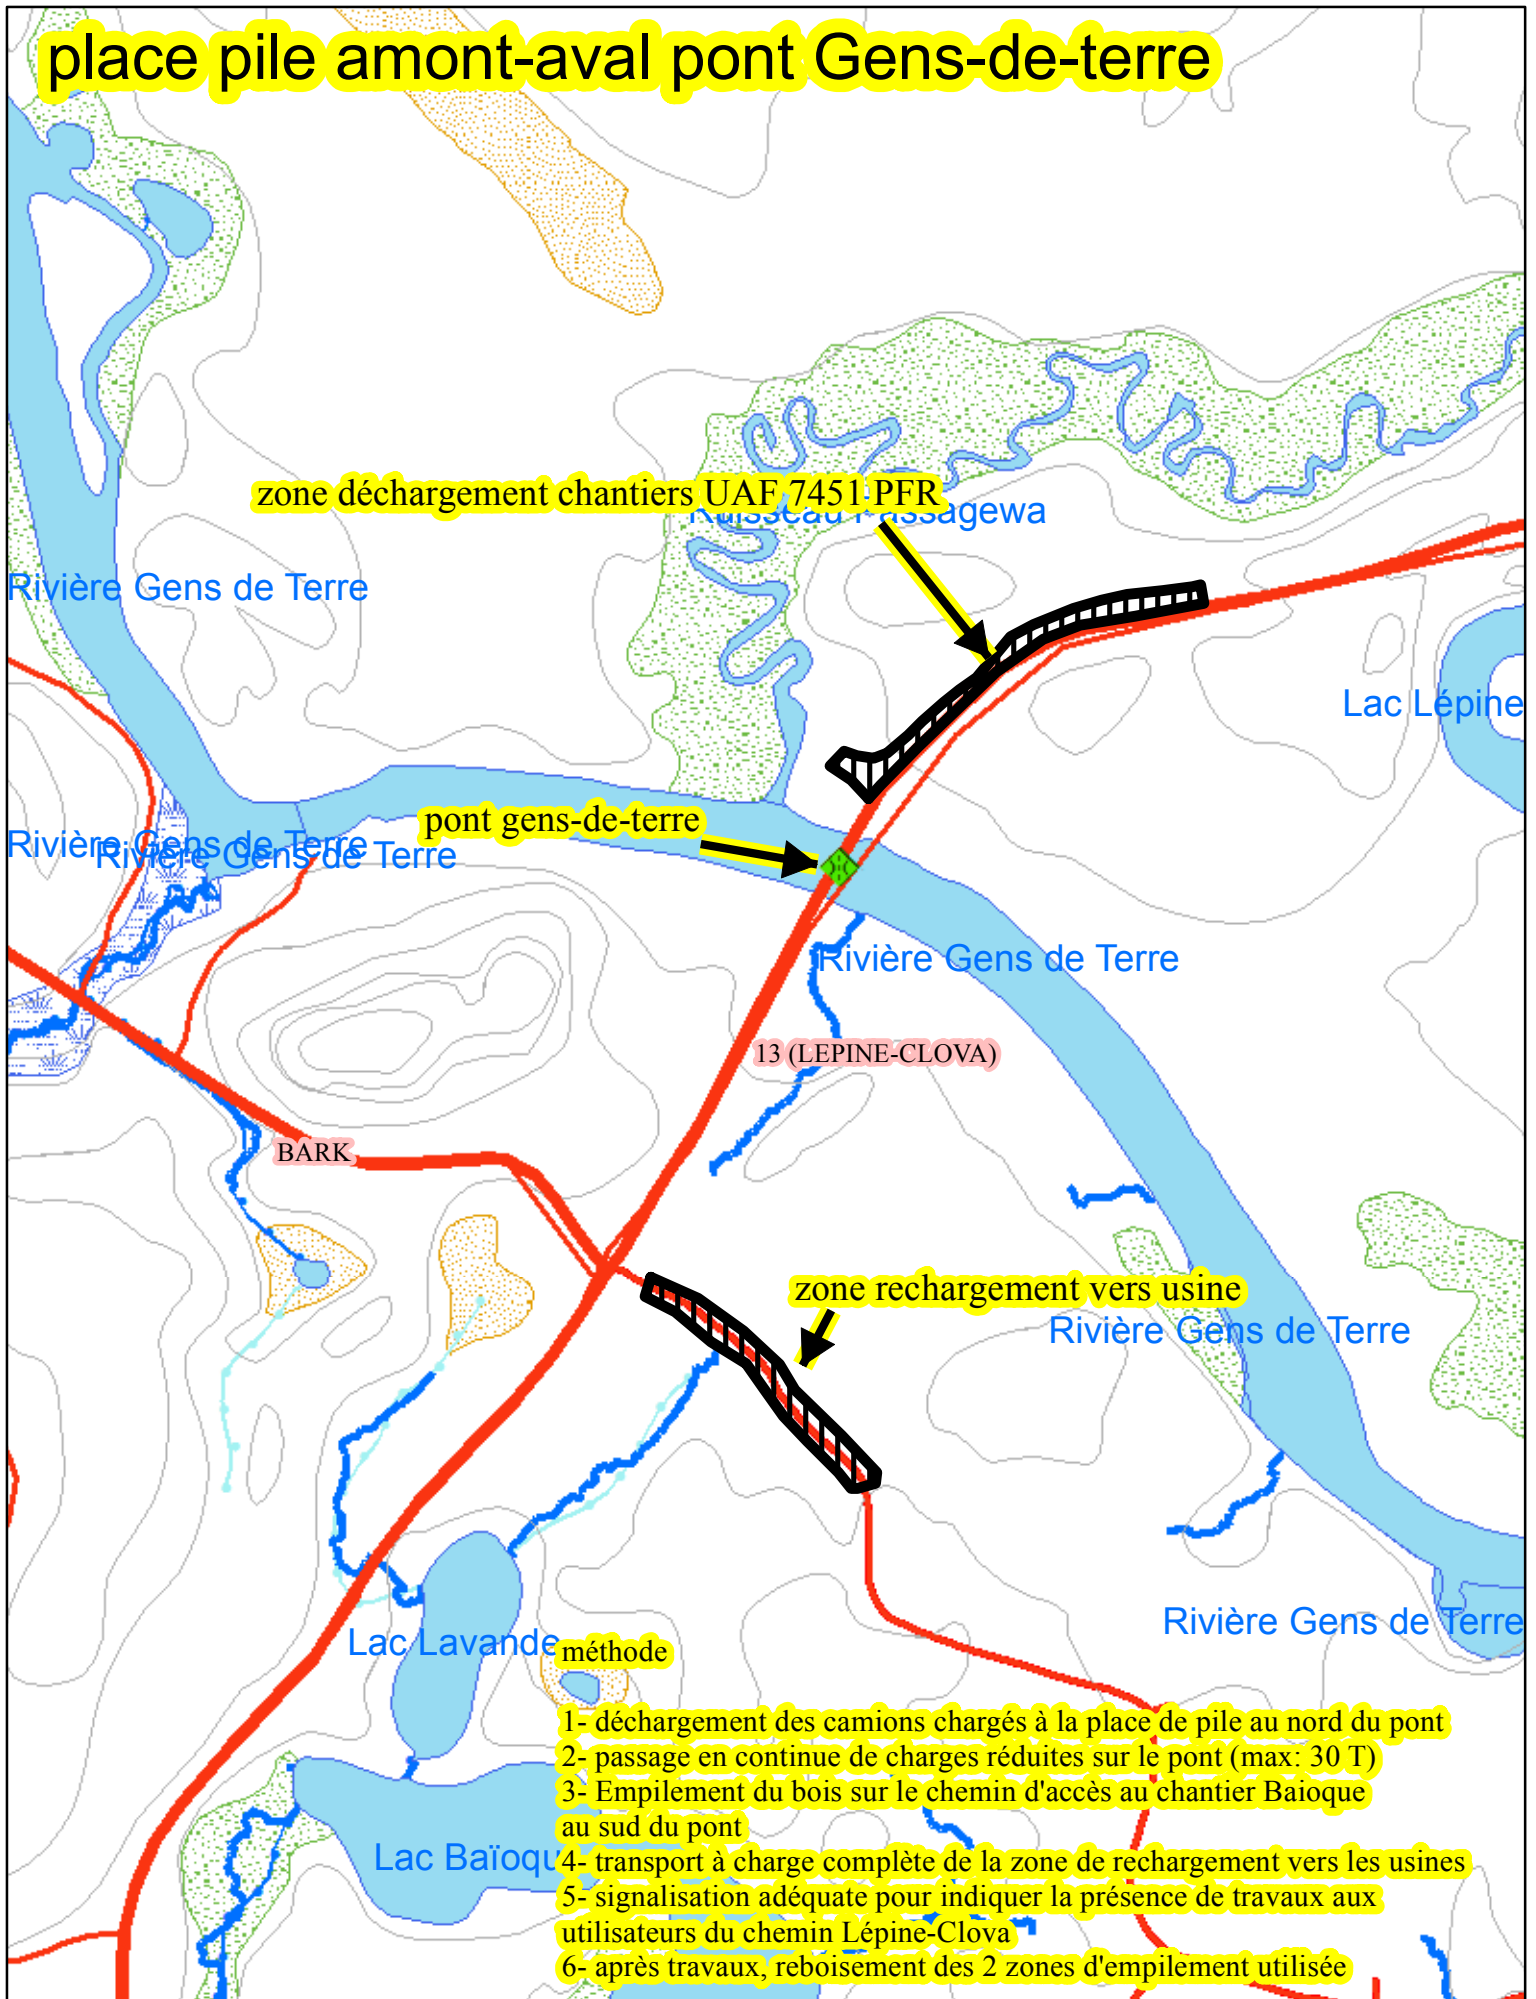 place pile amont-aval pont Gens-de-terre
zone déchargement chantiers UAF 7451 PFR
Ruisseau Passagewa
Rivière Gens de Terre
Lac Lépine
pont gens-de-terre
Rivière Gens de Terre
Rivière Gens de Terre
Rivière Gens de Terre
13 (LEPINE-CLOVA)
BARK
zone rechargement vers usine
Rivière Gens de Terre
Rivière Gens de Terre
Lac Lavande
méthode
1- déchargement des camions chargés à la place de pile au nord du pont
2- passage en continue de charges réduites sur le pont (max: 30 T)
3- Empilement du bois sur le chemin d'accès au chantier Baioque
au sud du pont
Lac Baïoqu
4- transport à charge complète de la zone de rechargement vers les usines
5- signalisation adéquate pour indiquer la présence de travaux aux
utilisateurs du chemin Lépine-Clova
6- après travaux, reboisement des 2 zones d'empilement utilisée